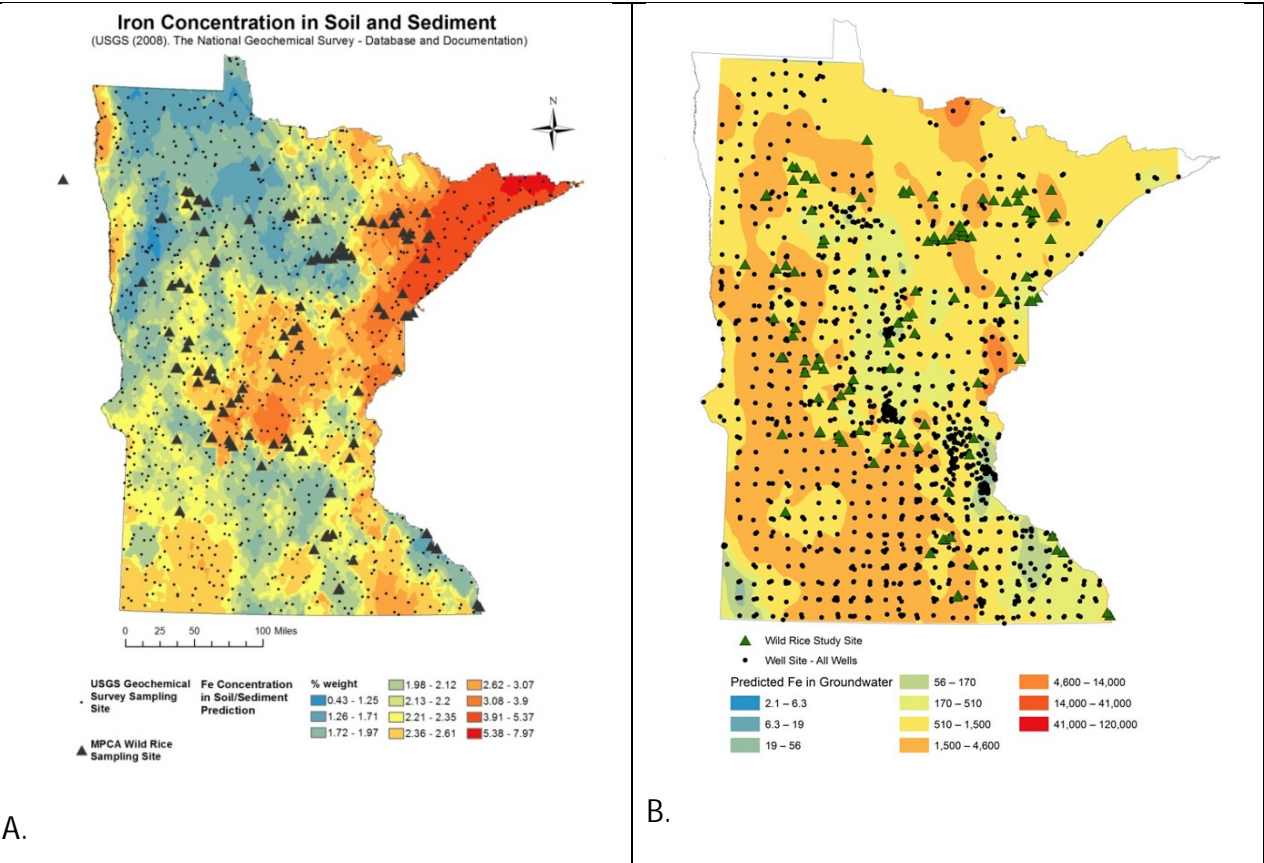 Iron Concentration in Soil and Sediment
(USGS (2008). The National Geochemical Survey - Database and Documentation)
N
0 25 50 100 Miles
USGS Geochemical
Survey Sampling
Site
MPCA Wild Rice
Sampling Site
Fe Concentration
in Soil/Sediment
Prediction
% weight
0.43 - 1.25
1.26 - 1.71
1.72 - 1.97
1.98 - 2.12
2.13 - 2.2
2.21 - 2.35
2.36 - 2.61
2.62 - 3.07
3.08 - 3.9
3.91 - 5.37
5.38 - 7.97
A.
Wild Rice Study Site
Well Site - All Wells
Predicted Fe in Groundwater
2.1 – 6.3
6.3 – 19
19 – 56
56 – 170
170 – 510
510 – 1,500
1,500 – 4,600
4,600 – 14,000
14,000 – 41,000
41,000 – 120,000
B.